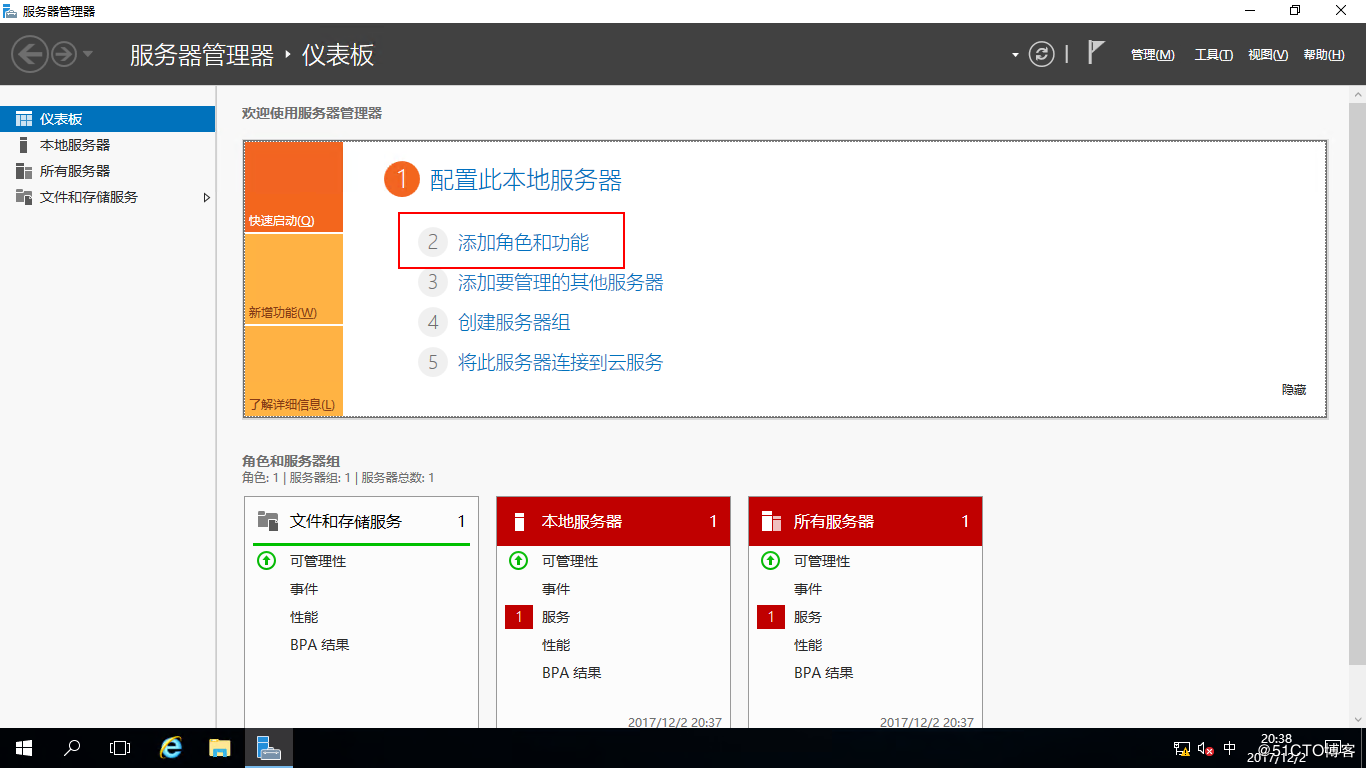 服务器管理器
服务器管理器 ‣ 仪表板
管理(M) 工具(T) 视图(V) 帮助(H)
仪表板
本地服务器
所有服务器
文件和存储服务
欢迎使用服务器管理器
快速启动(Q)
新增功能(W)
了解详细信息(L)
1 配置此本地服务器
2 添加角色和功能
3 添加要管理的其他服务器
4 创建服务器组
5 将此服务器连接到云服务
隐藏
角色和服务器组
角色: 1 | 服务器组: 1 | 服务器总数: 1
文件和存储服务 1
可管理性
事件
性能
BPA 结果
本地服务器 1
可管理性
事件
1 服务
性能
BPA 结果
2017/12/2 20:37
所有服务器 1
可管理性
事件
1 服务
性能
BPA 结果
2017/12/2 20:37
中
20:38
2017/12/2
@51CTO博客